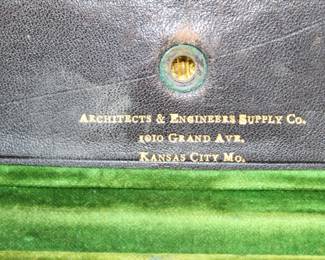 Architects & Engineers Supply Co.
1010 Grand Ave.
Kansas City Mo.